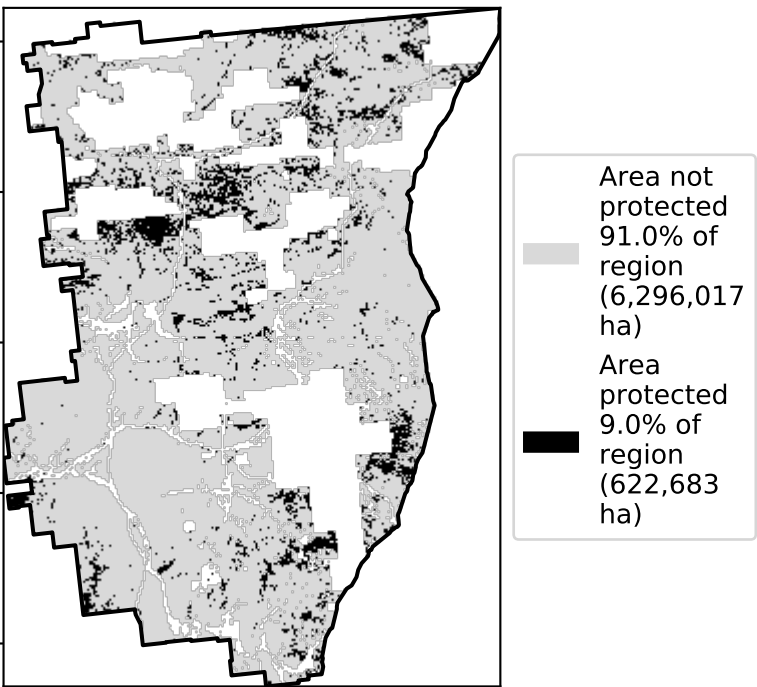 Area not
protected
91.0% of
region
(6,296,017
ha)
Area
protected
9.0% of
region
(622,683
ha)